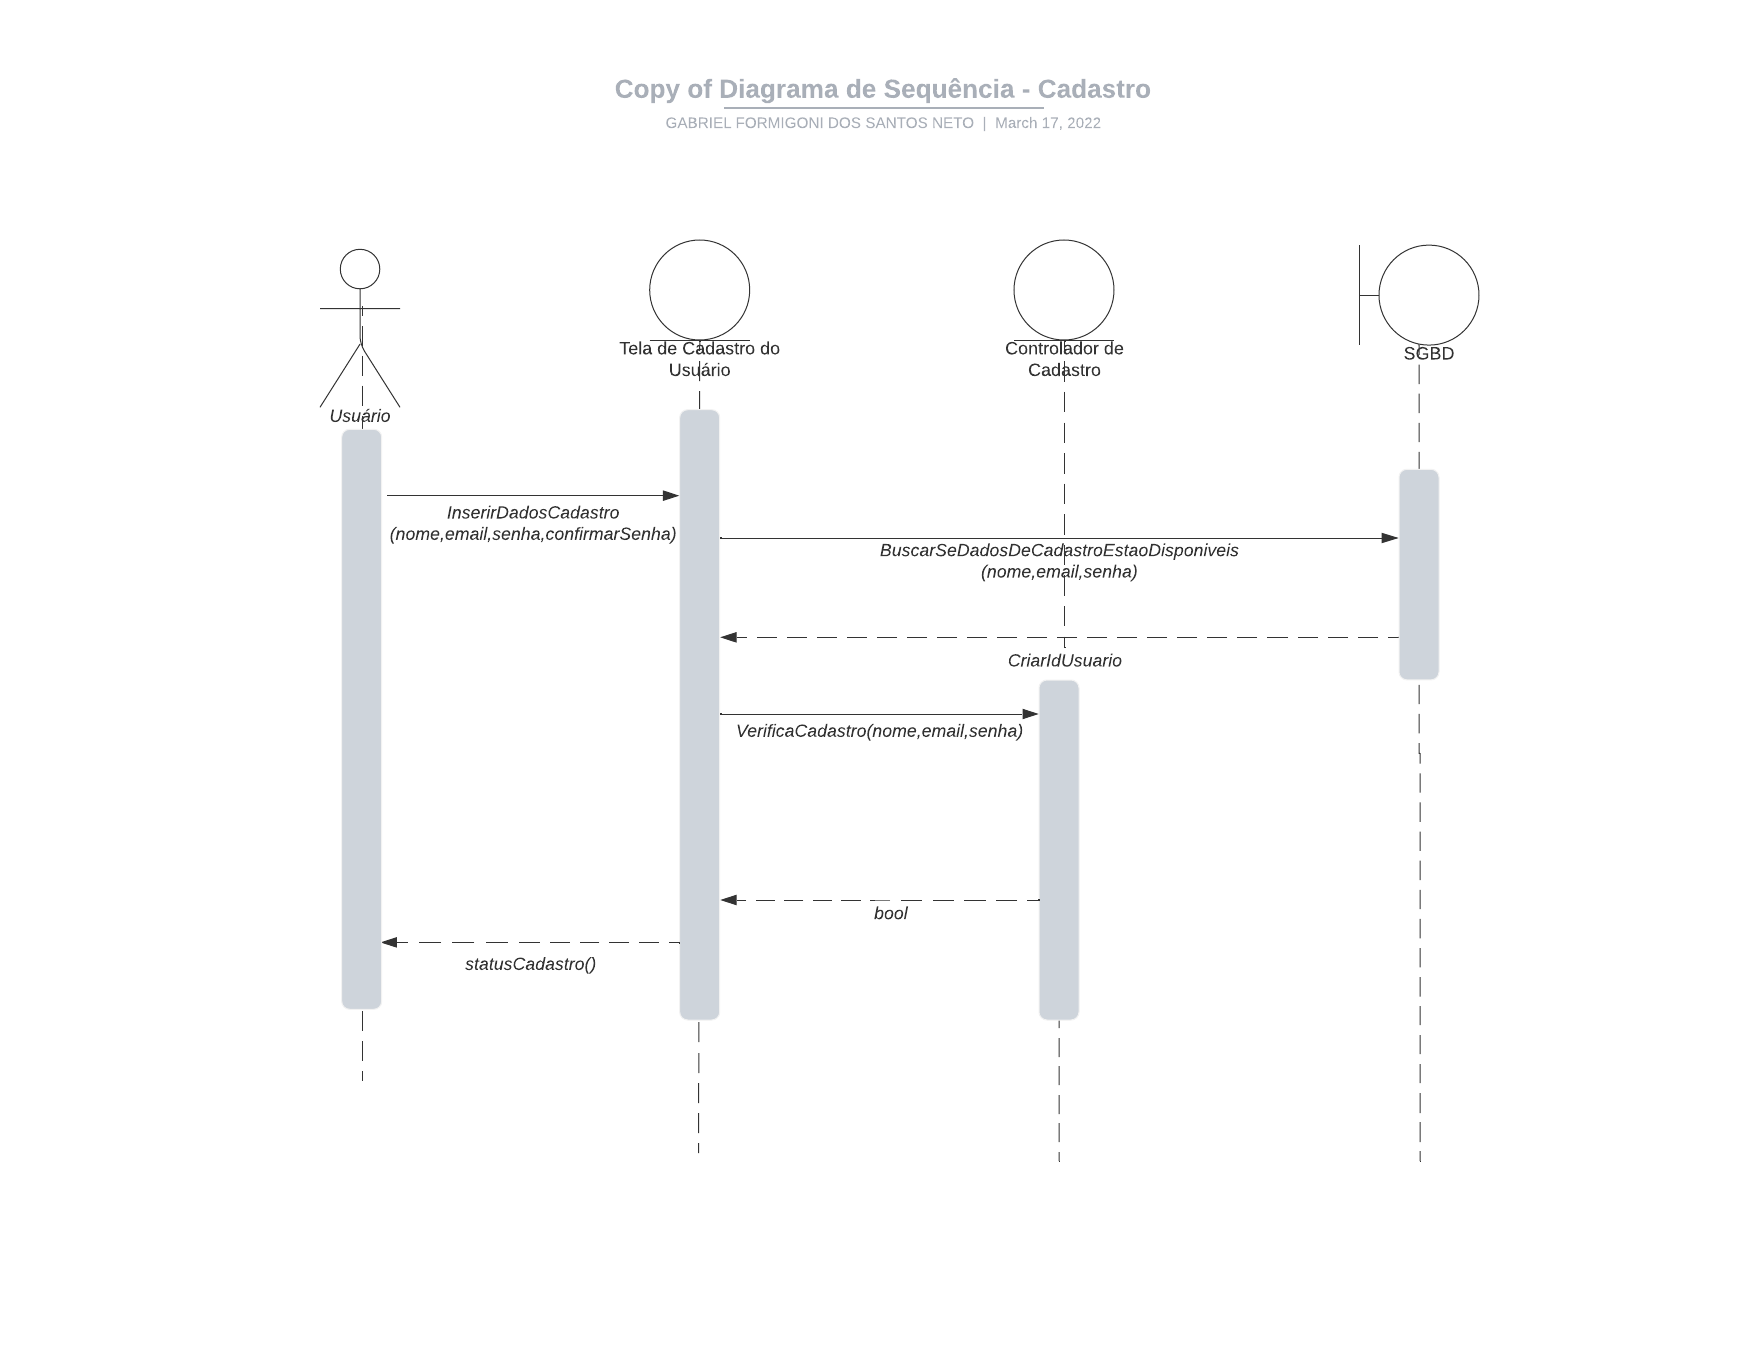 Copy of Diagrama de Sequência - Cadastro
GABRIEL FORMIGONI DOS SANTOS NETO | March 17, 2022
Usuário
Tela de Cadastro do
Usuário
Controlador de
Cadastro
SGBD
InserirDadosCadastro
(nome,email,senha,confirmarSenha)
BuscarSeDadosDeCadastroEstaoDisponiveis
(nome,email,senha)
CriarIdUsuario
VerificaCadastro(nome,email,senha)
bool
statusCadastro()